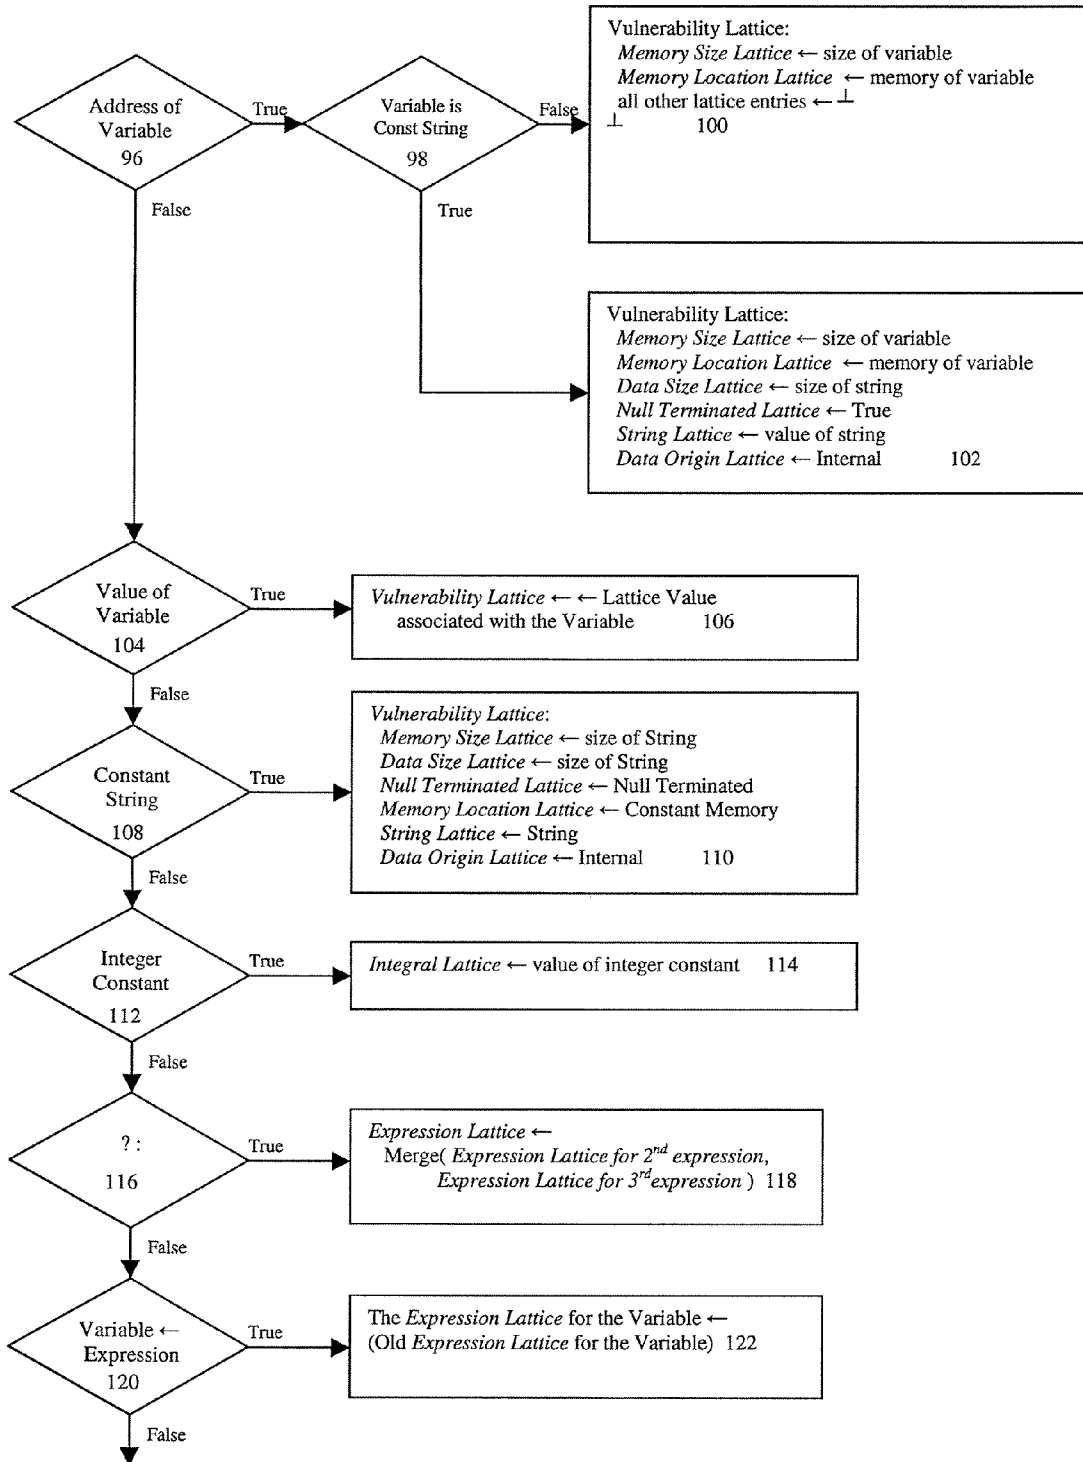 Address of
Variable
96
True
Variable is
Const String
98
False
Vulnerability Lattice:
Memory Size Lattice ← size of variable
Memory Location Lattice ← memory of variable
all other lattice entries ← ⊥
⊥ 100
False
True
Vulnerability Lattice:
Memory Size Lattice ← size of variable
Memory Location Lattice ← memory of variable
Data Size Lattice ← size of string
Null Terminated Lattice ← True
String Lattice ← value of string
Data Origin Lattice ← Internal 102
Value of
Variable
104
True
Vulnerability Lattice ← ← Lattice Value
associated with the Variable 106
False
Constant
String
108
True
Vulnerability Lattice:
Memory Size Lattice ← size of String
Data Size Lattice ← size of String
Null Terminated Lattice ← Null Terminated
Memory Location Lattice ← Constant Memory
String Lattice ← String
Data Origin Lattice ← Internal 110
False
Integer
Constant
112
True
Integral Lattice ← value of integer constant 114
False
? :
116
True
Expression Lattice ←
Merge( Expression Lattice for 2nd expression,
Expression Lattice for 3rd expression ) 118
False
Variable ←
Expression
120
True
The Expression Lattice for the Variable ←
(Old Expression Lattice for the Variable) 122
False